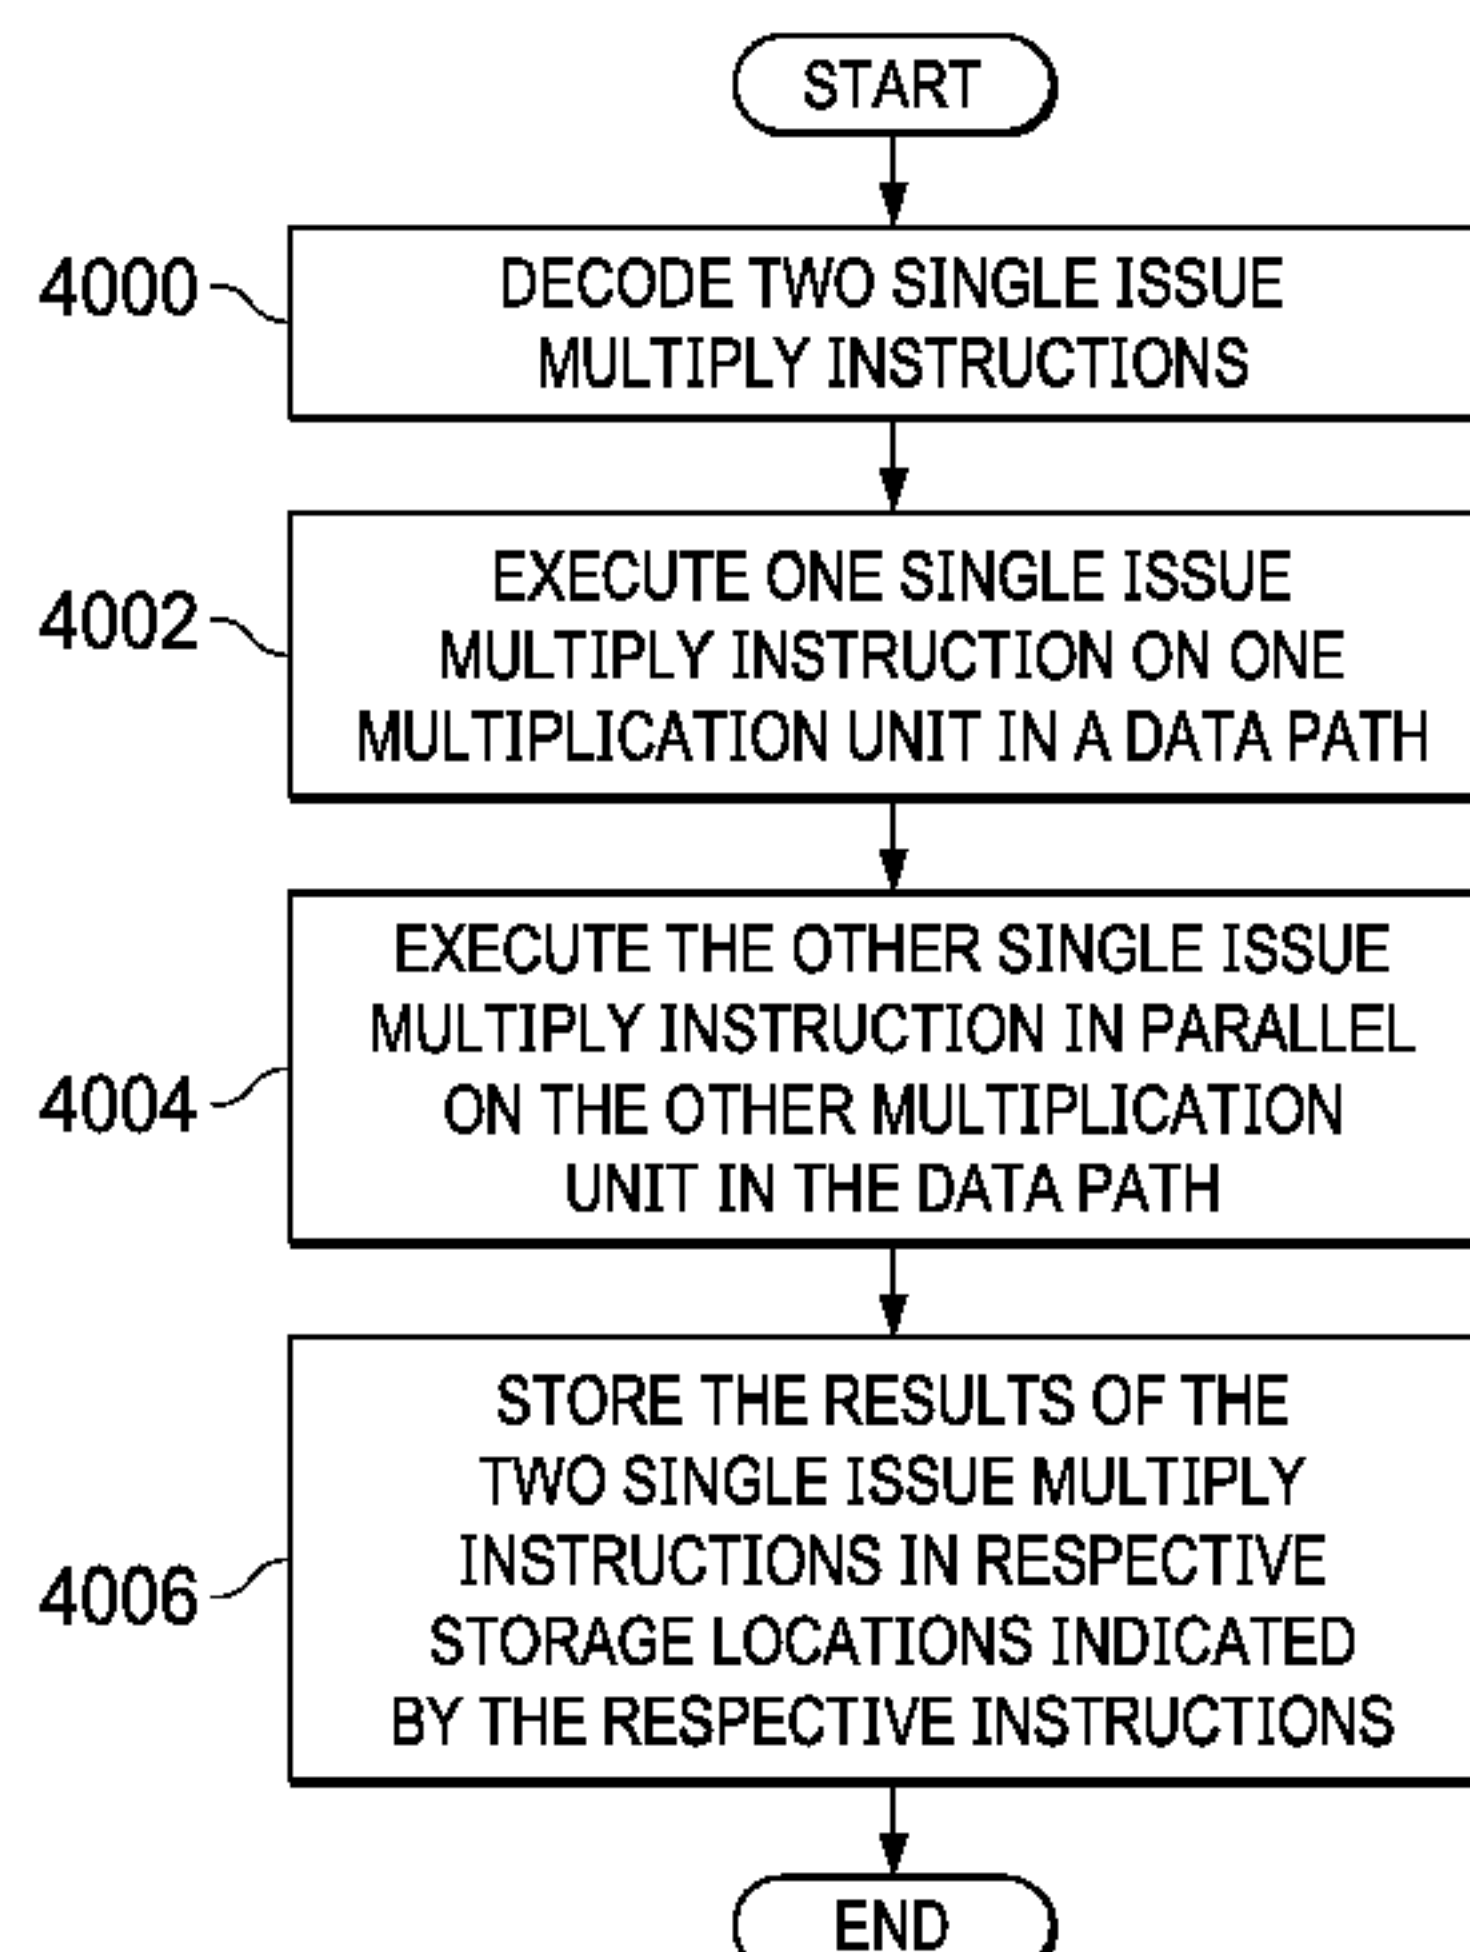 START
4000
DECODE TWO SINGLE ISSUE
MULTIPLY INSTRUCTIONS
4002
EXECUTE ONE SINGLE ISSUE
MULTIPLY INSTRUCTION ON ONE
MULTIPLICATION UNIT IN A DATA PATH
4004
EXECUTE THE OTHER SINGLE ISSUE
MULTIPLY INSTRUCTION IN PARALLEL
ON THE OTHER MULTIPLICATION
UNIT IN THE DATA PATH
4006
STORE THE RESULTS OF THE
TWO SINGLE ISSUE MULTIPLY
INSTRUCTIONS IN RESPECTIVE
STORAGE LOCATIONS INDICATED
BY THE RESPECTIVE INSTRUCTIONS
END